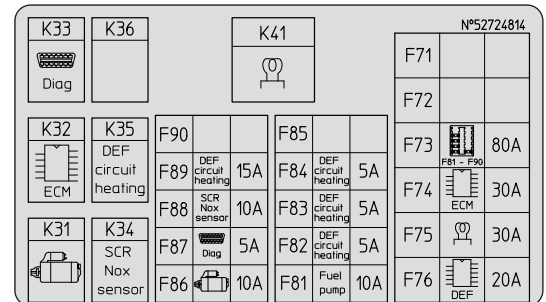 K33
K36
K41
N°52724814
Diag
F71
F72
K32
K35
F90
F85
F73
F81 - F90
80A
ECM
DEF
circuit
heating
F89
DEF
circuit
heating
15A
F84
DEF
circuit
heating
5A
F74
ECM
30A
F88
SCR
Nox
sensor
10A
F83
DEF
circuit
heating
5A
K31
K34
SCR
Nox
sensor
F87
Diag
5A
F82
DEF
circuit
heating
5A
F75
30A
F86
10A
F81
Fuel
pump
10A
F76
DEF
20A